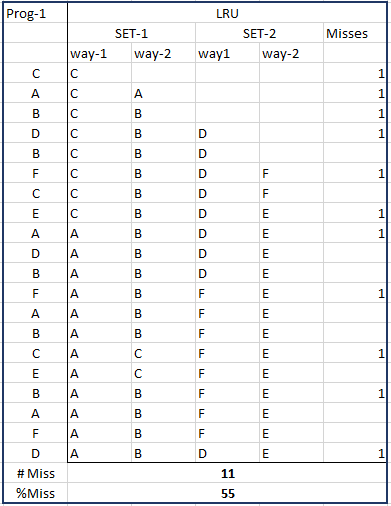 Prog-1 LRU
SET-1 SET-2 Misses
way-1 way-2 way1 way-2
C C 1
A C A 1
B C B 1
D C B D 1
B C B D
F C B D F 1
C C B D F
E C B D E 1
A A B D E 1
D A B D E
B A B D E
F A B F E 1
A A B F E
B A B F E
C A C F E 1
E A C F E
B A B F E 1
A A B F E
F A B F E
D A B D E 1
# Miss 11
%Miss 55